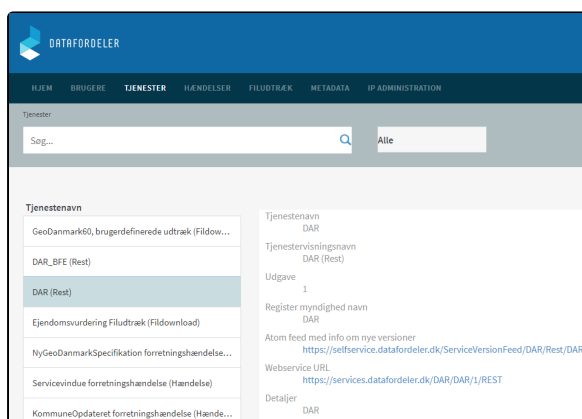 DATAFORDELER
HJEM BRUGERE TJENESTER HÆNDELSER FILUDTRÆK METADATA IP ADMINISTRATION
Tjenester
Søg... Alle
Tjenestenavn
GeoDanmark60, brugerdefinerede udtræk (Fildow...
DAR_BFE (Rest)
DAR (Rest)
Ejendomsvurdering Filudtræk (Fildownload)
NyGeoDanmarkSpecifikation forretningshændelse...
Servicevindue forretningshændelse (Hændelse)
KommuneOpdateret forretningshændelse (Hænde...
Tjenestenavn
DAR
Tjenestervisningsnavn
DAR (Rest)
Udgave
1
Register myndighed navn
DAR
Atom feed med info om nye versioner
https://selfservice.datafordeler.dk/ServiceVersionFeed/DAR/Rest/DAR
Webservice URL
https://services.datafordeler.dk/DAR/DAR/1/REST
Detaljer
DAR